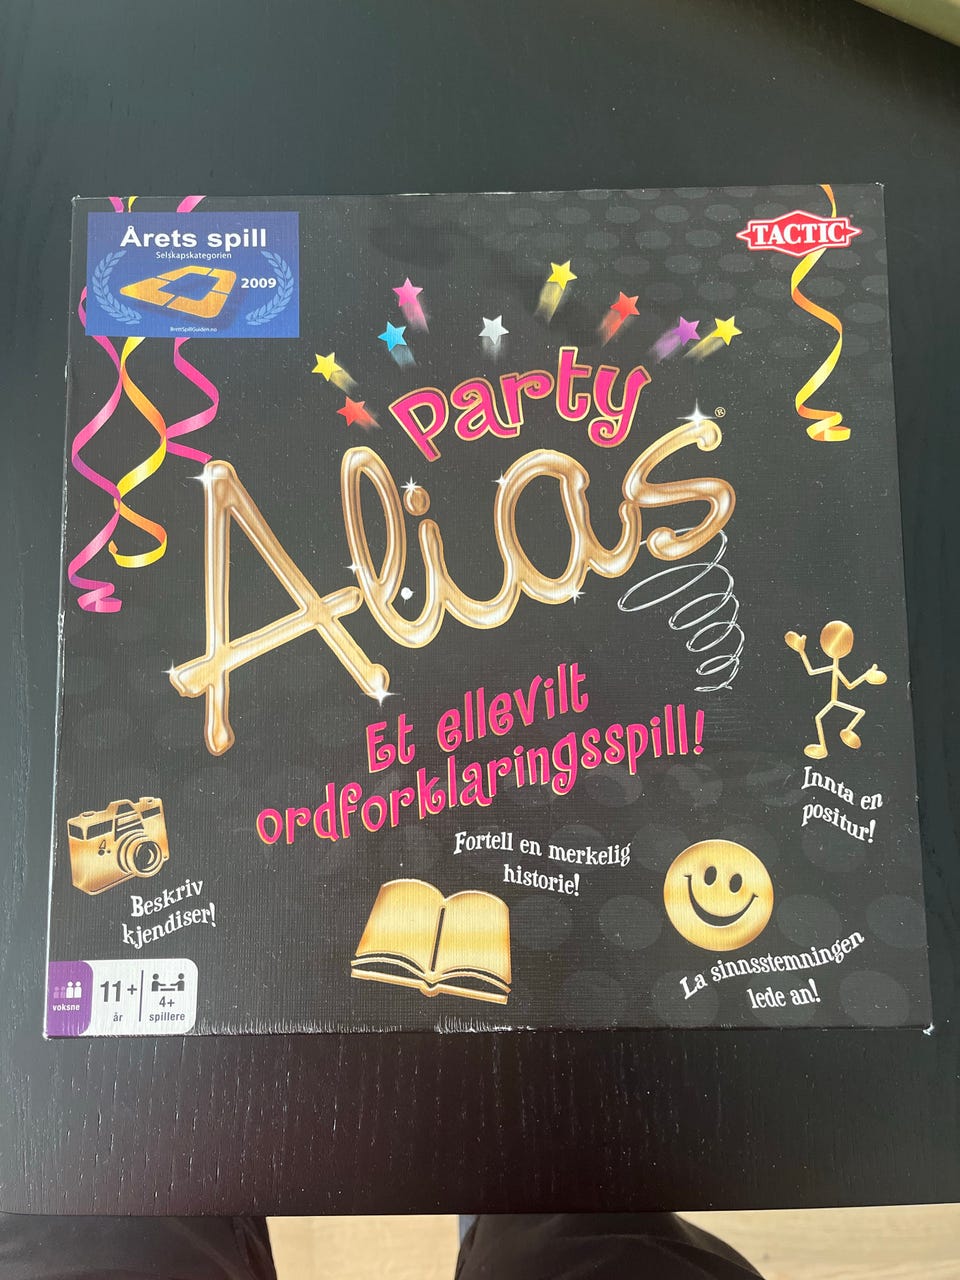 Årets spill
Selskapskategorien
2009
BrettSpillGuiden.no
TACTIC
Party
Alias®
Et ellevilt
ordforklaringsspill!
Innta en
positur!
Fortell en merkelig
historie!
Beskriv
kjendiser!
La sinnsstemningen
lede an!
voksne
11+
år
4+
spillere